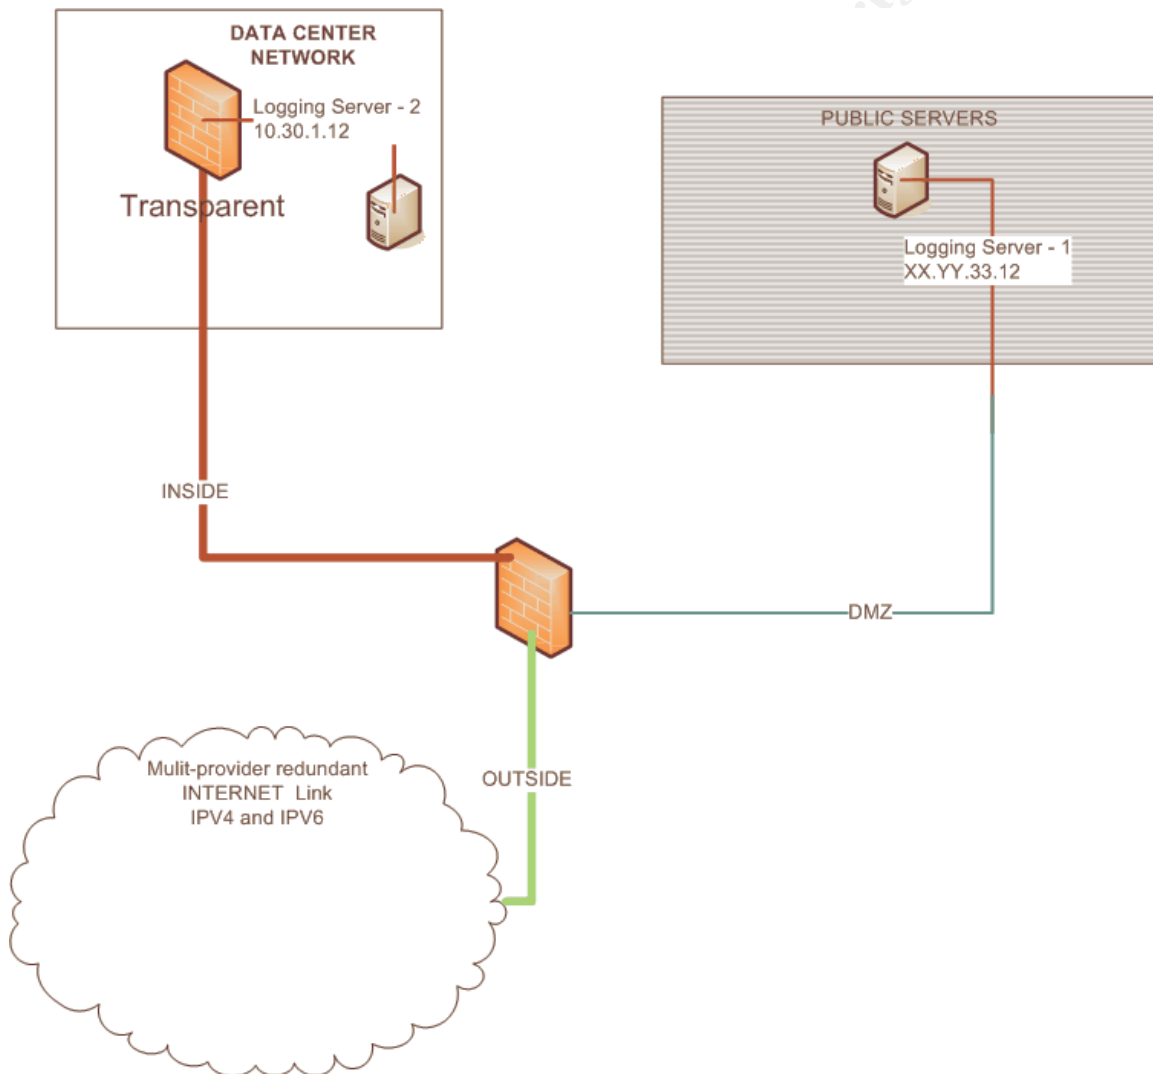 DATA CENTER
NETWORK
Logging Server - 2
10.30.1.12
Transparent
PUBLIC SERVERS
Logging Server - 1
XX.YY.33.12
INSIDE
DMZ
OUTSIDE
Mulit-provider redundant
INTERNET Link
IPV4 and IPV6